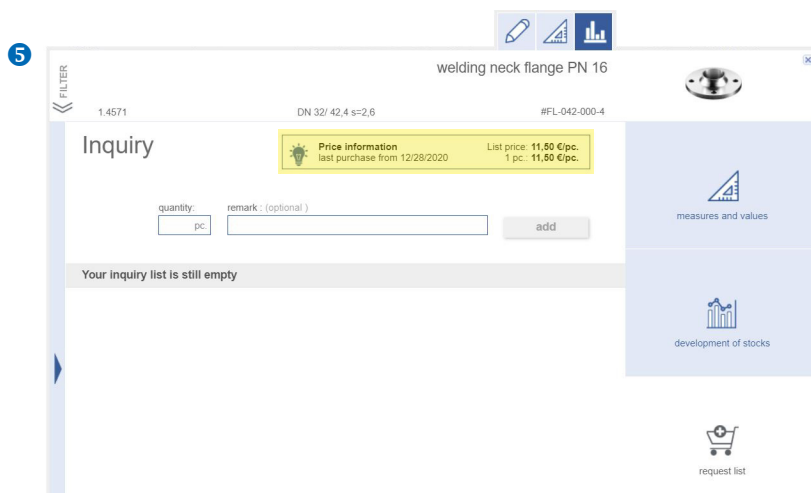 5
FILTER
welding neck flange PN 16
1.4571
DN 32/ 42,4 s=2,6
#FL-042-000-4
Inquiry
Price information
List price: 11,50 €/pc.
last purchase from 12/28/2020
1 pc.: 11,50 €/pc.
quantity:
remark : (optional )
pc.
add
measures and values
Your inquiry list is still empty
development of stocks
request list